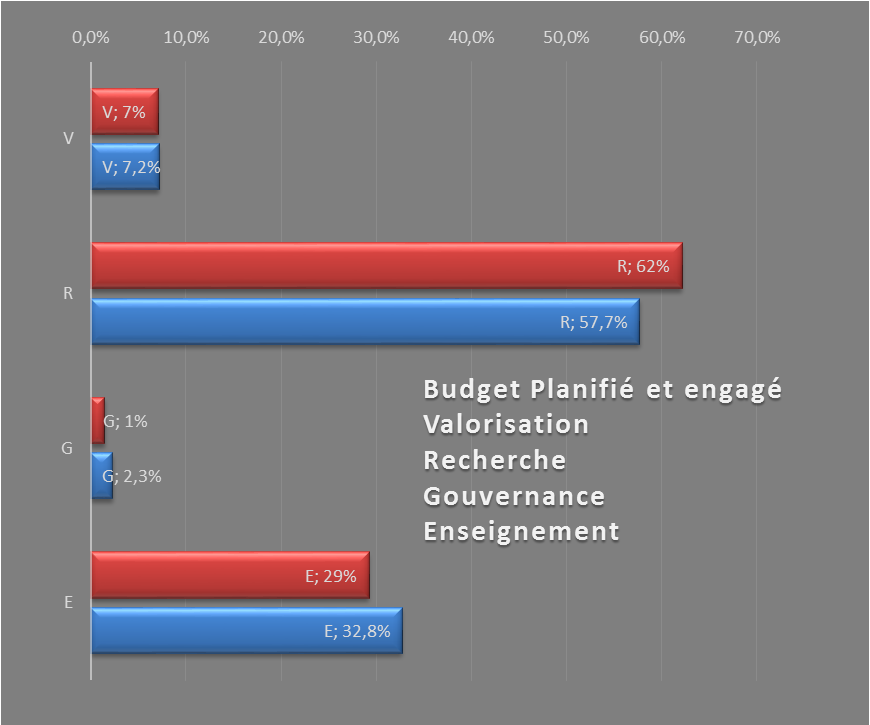 0,0% 10,0% 20,0% 30,0% 40,0% 50,0% 60,0% 70,0%
V; 7%
V
V; 7,2%
R; 62%
R
R; 57,7%
Budget Planifié et engagé
Valorisation
Recherche
Gouvernance
Enseignement
G; 1%
G
G; 2,3%
E; 29%
E
E; 32,8%